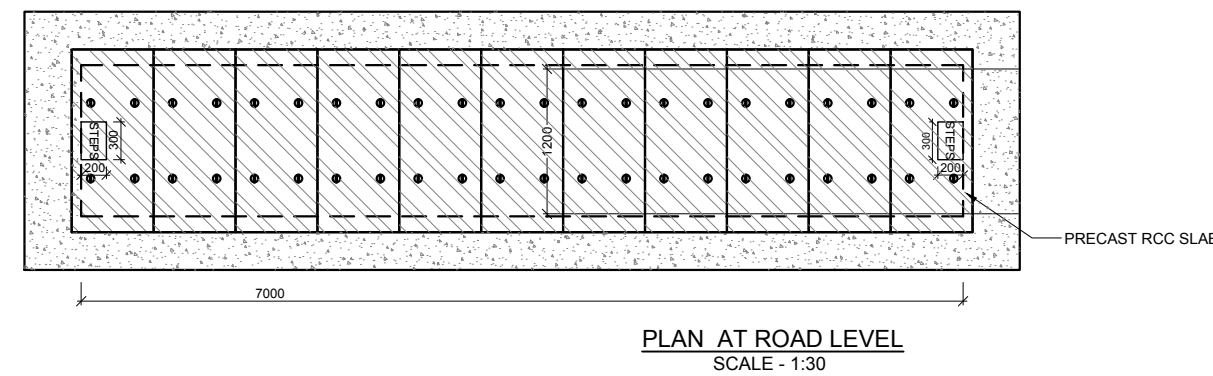 STEPS
300
200
1200
STEPS
300
200
PRECAST RCC SLAB
7000
PLAN AT ROAD LEVEL
SCALE - 1:30